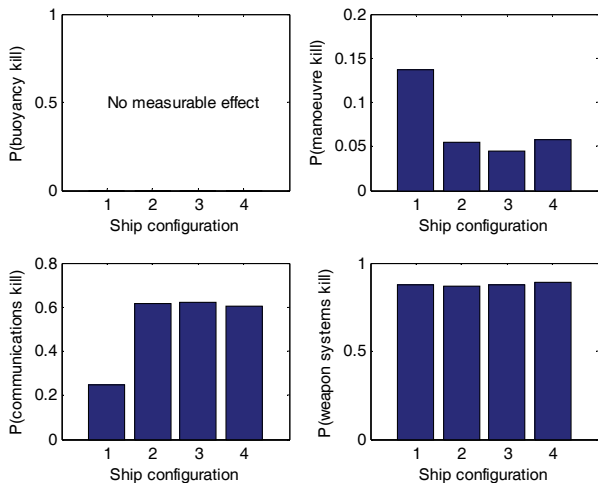 P(buoyancy kill)
1
0.5
0
No measurable effect
1 2 3 4
Ship configuration
P(manoeuvre kill)
0.2
0.15
0.1
0.05
0
1 2 3 4
Ship configuration
P(communications kill)
0.8
0.6
0.4
0.2
0
1 2 3 4
Ship configuration
P(weapon systems kill)
1
0.5
0
1 2 3 4
Ship configuration